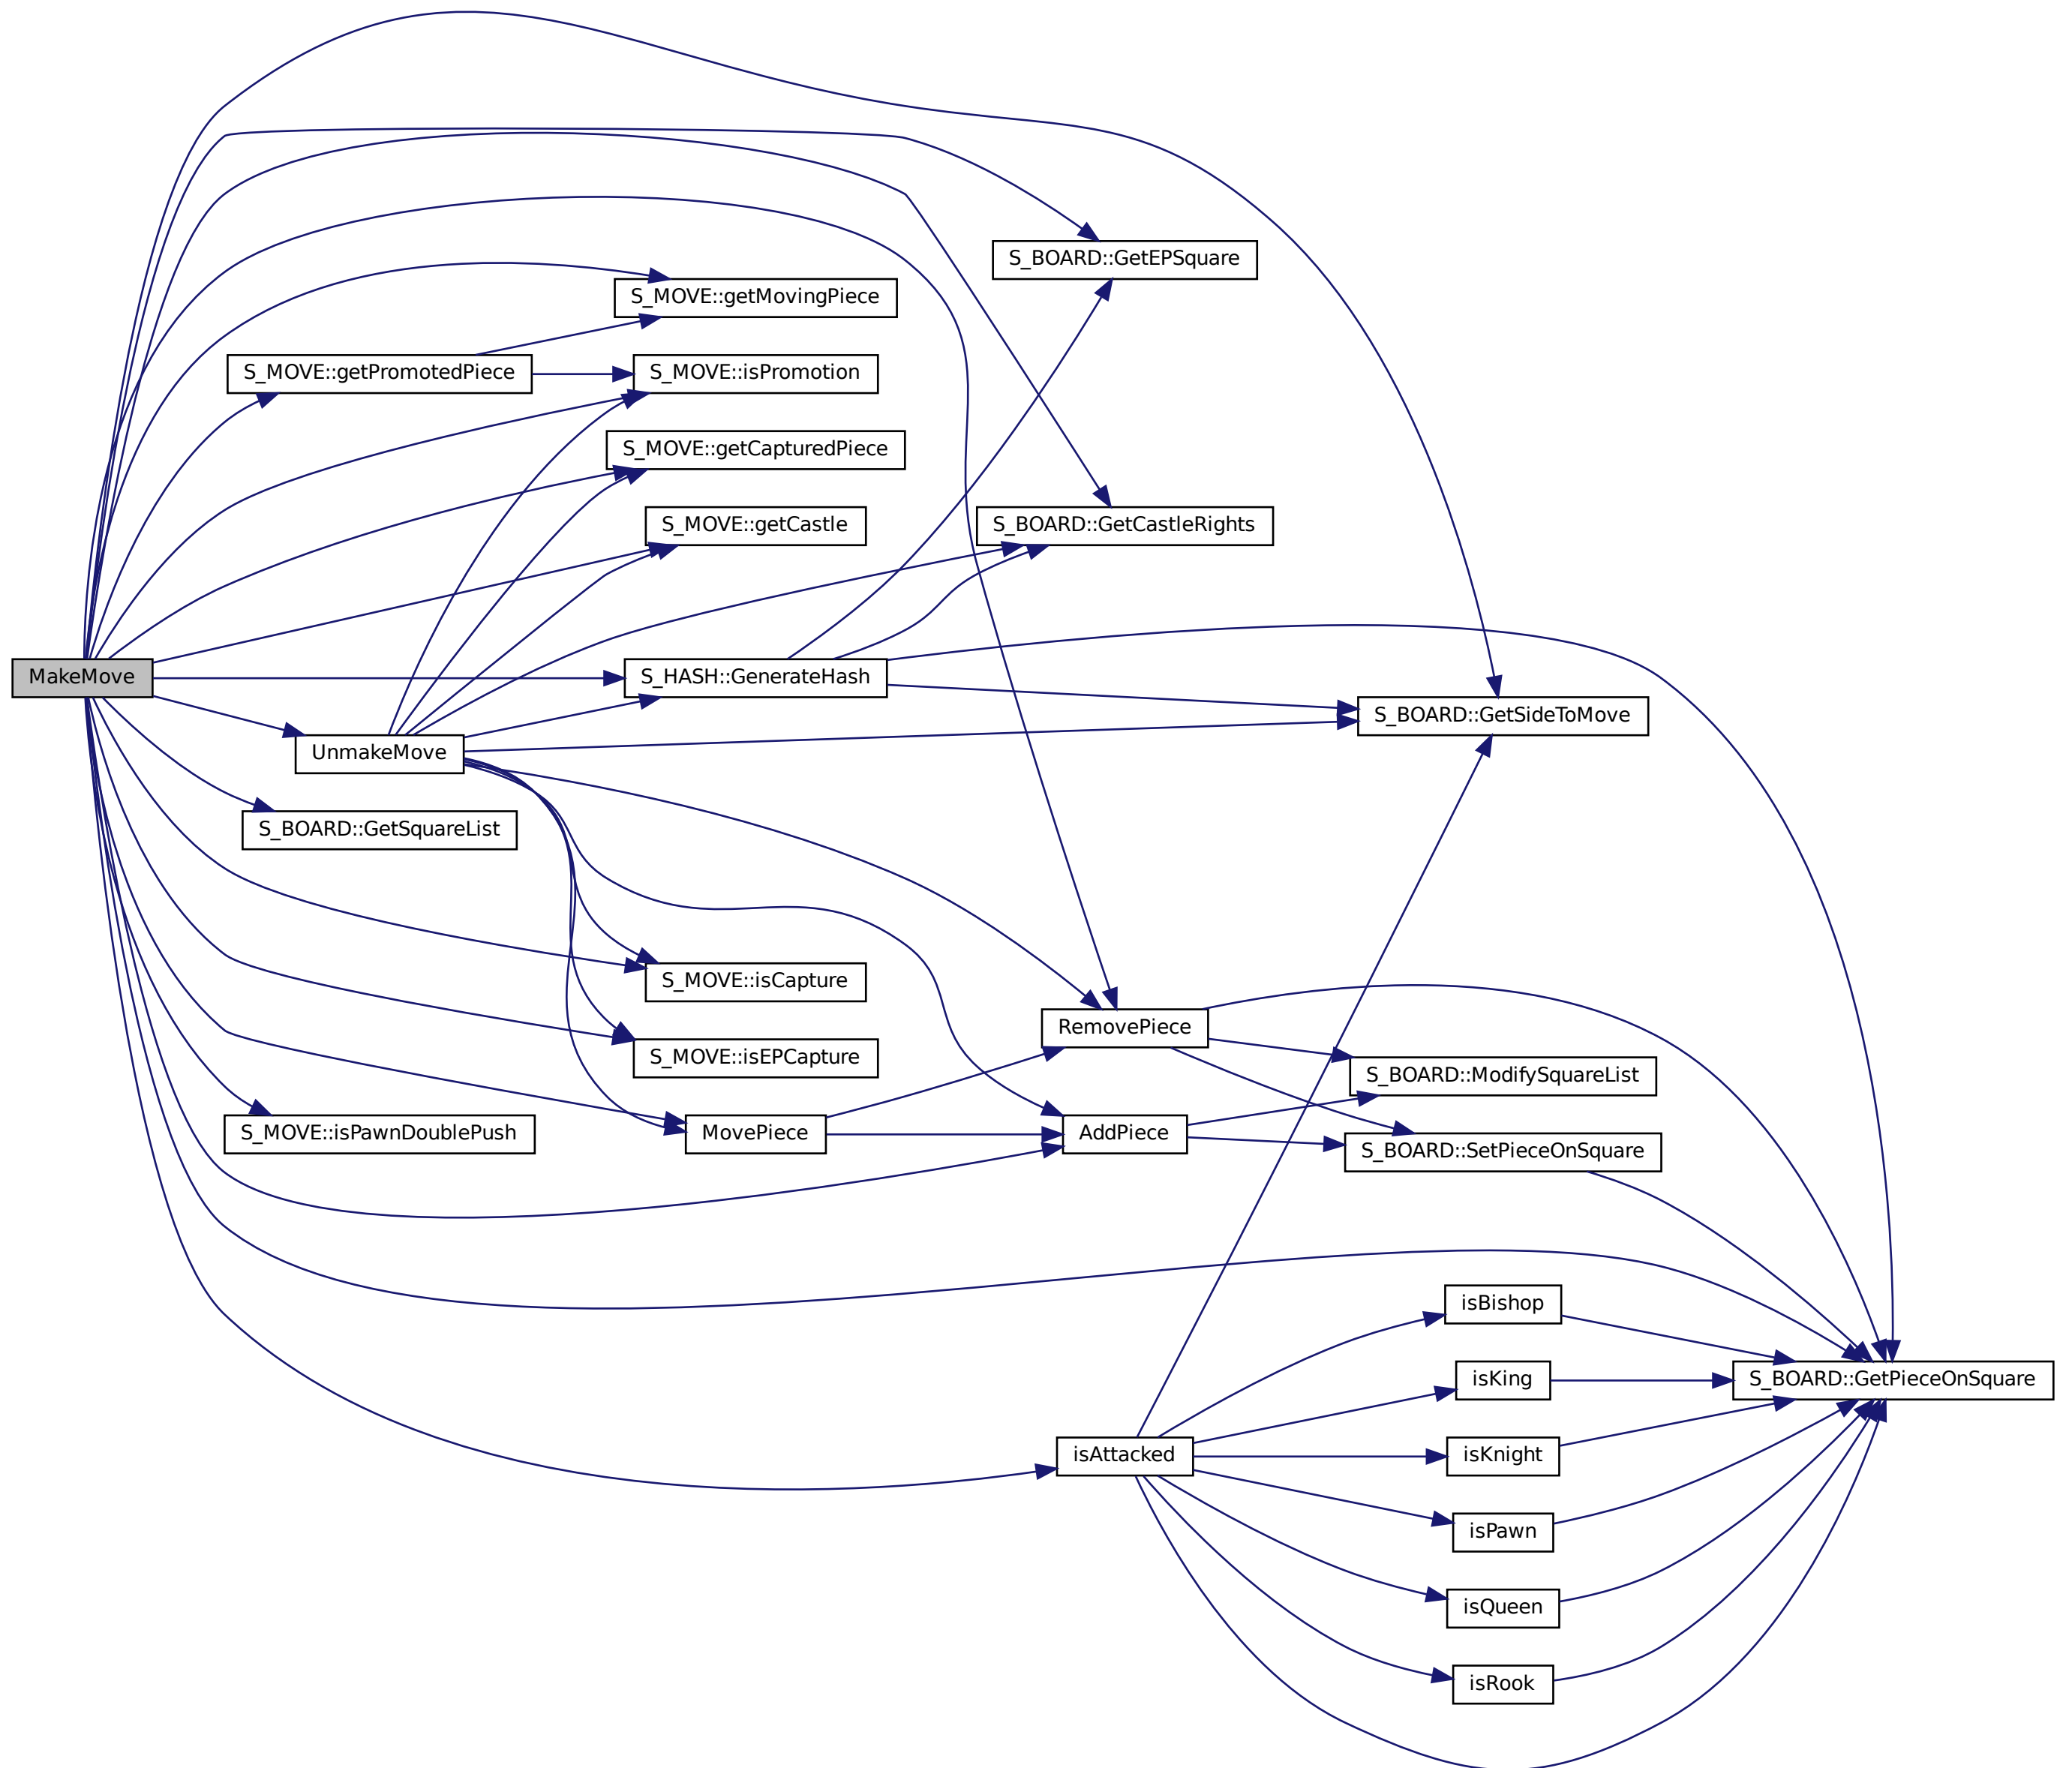 S_BOARD::GetEPSquare
S_MOVE::getMovingPiece
S_MOVE::getPromotedPiece
S_MOVE::isPromotion
S_MOVE::getCapturedPiece
S_MOVE::getCastle
S_BOARD::GetCastleRights
MakeMove
S_HASH::GenerateHash
S_BOARD::GetSideToMove
UnmakeMove
S_BOARD::GetSquareList
S_MOVE::isCapture
RemovePiece
S_MOVE::isEPCapture
S_BOARD::ModifySquareList
S_MOVE::isPawnDoublePush
MovePiece
AddPiece
S_BOARD::SetPieceOnSquare
isBishop
isKing
S_BOARD::GetPieceOnSquare
isAttacked
isKnight
isPawn
isQueen
isRook